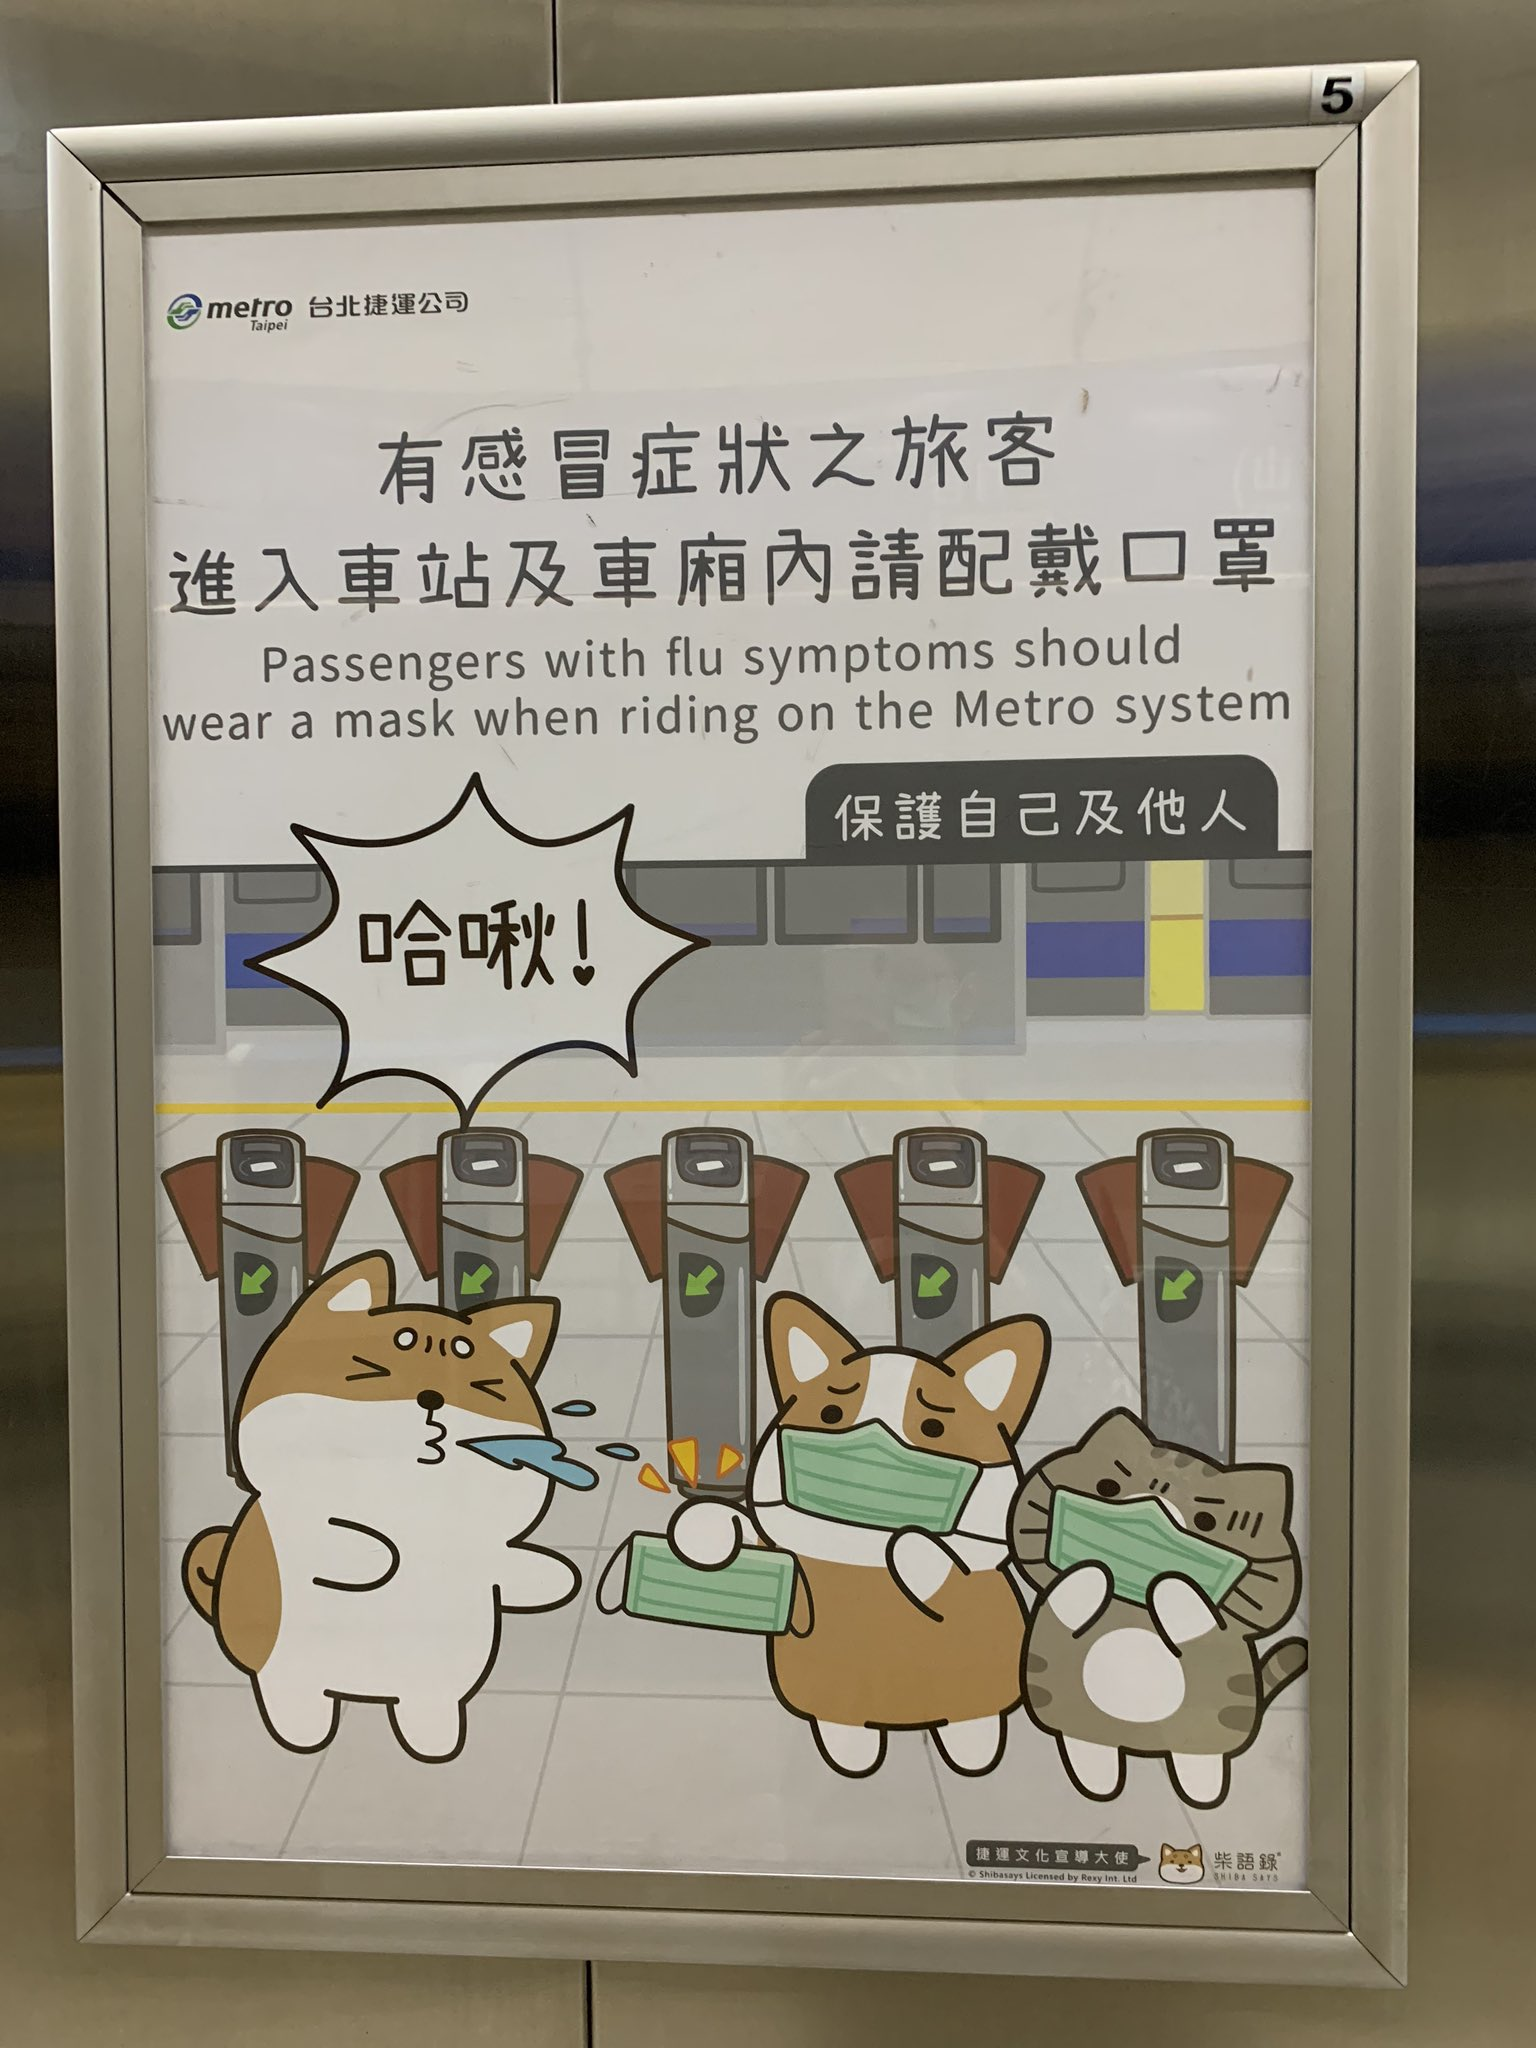 5
metro 台北捷運公司
Taipei
有感冒症狀之旅客
進入車站及車廂內請配戴口罩
Passengers with flu symptoms should
wear a mask when riding on the Metro system
保護自己及他人
哈啾!
捷運文化宣導大使
© Shibasays Licensed by Rexy Int. Ltd
柴語錄®
SHIBA SAYS